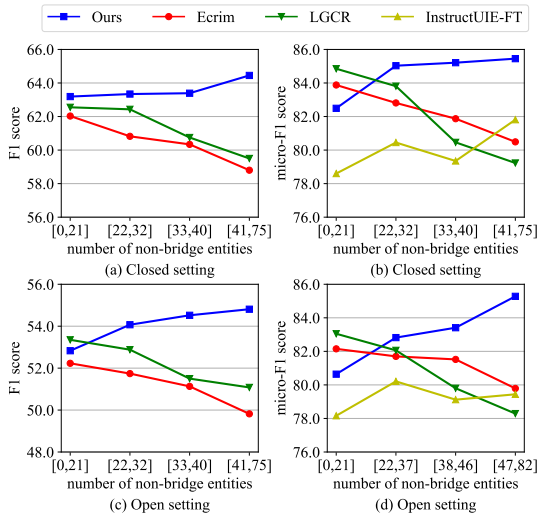 Ours Ecrim LGCR InstructUIE-FT
66.0
64.0
62.0
60.0
58.0
56.0
F1 score
[0,21] [22,32] [33,40] [41,75]
number of non-bridge entities
(a) Closed setting
86.0
84.0
82.0
80.0
78.0
76.0
micro-F1 score
[0,21] [22,32] [33,40] [41,75]
number of non-bridge entities
(b) Closed setting
56.0
54.0
52.0
50.0
48.0
F1 score
[0,21] [22,32] [33,40] [41,75]
number of non-bridge entities
(c) Open setting
86.0
84.0
82.0
80.0
78.0
76.0
micro-F1 score
[0,21] [22,37] [38,46] [47,82]
number of non-bridge entities
(d) Open setting